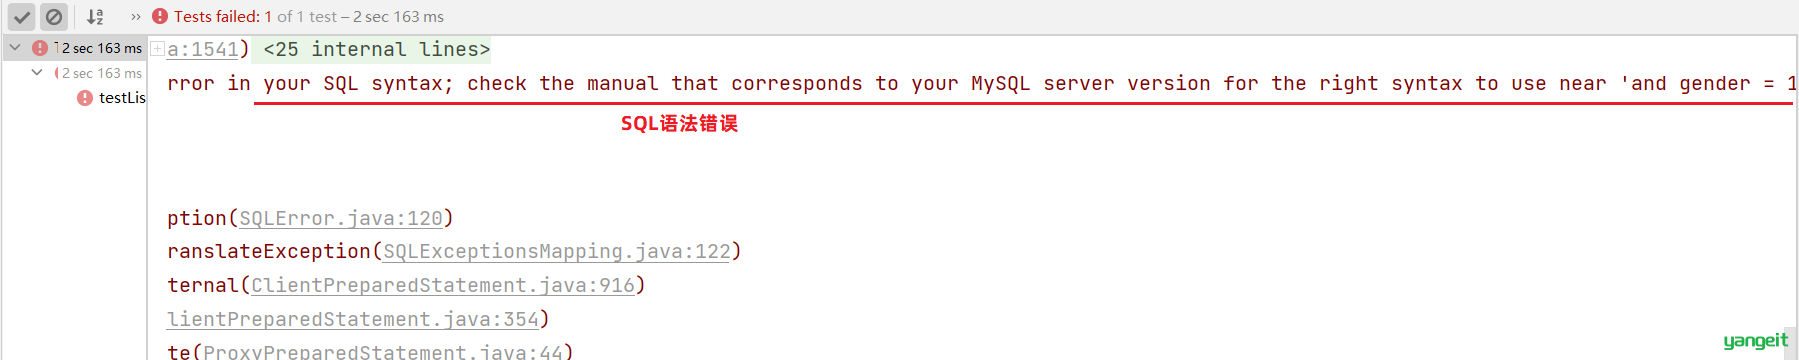 Tests failed: 1 of 1 test – 2 sec 163 ms
2 sec 163 ms
a:1541) <25 internal lines>
2 sec 163 ms
rror in your SQL syntax; check the manual that corresponds to your MySQL server version for the right syntax to use near 'and gender = 1
testLis
SQL语法错误
ption(SQLError.java:120)
ranslateException(SQLExceptionsMapping.java:122)
ternal(ClientPreparedStatement.java:916)
lientPreparedStatement.java:354)
te(ProxyPreparedStatement.java:44)
yangeit